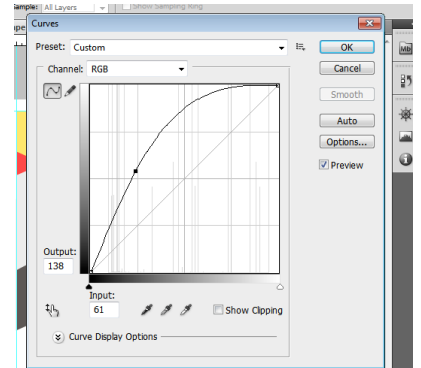 Sample: All Layers Show Sampling Ring
Curves
Preset: Custom
OK
Channel: RGB
Cancel
Smooth
Auto
Options...
Preview
Output:
138
Input:
61
Show Clipping
Curve Display Options
Mb